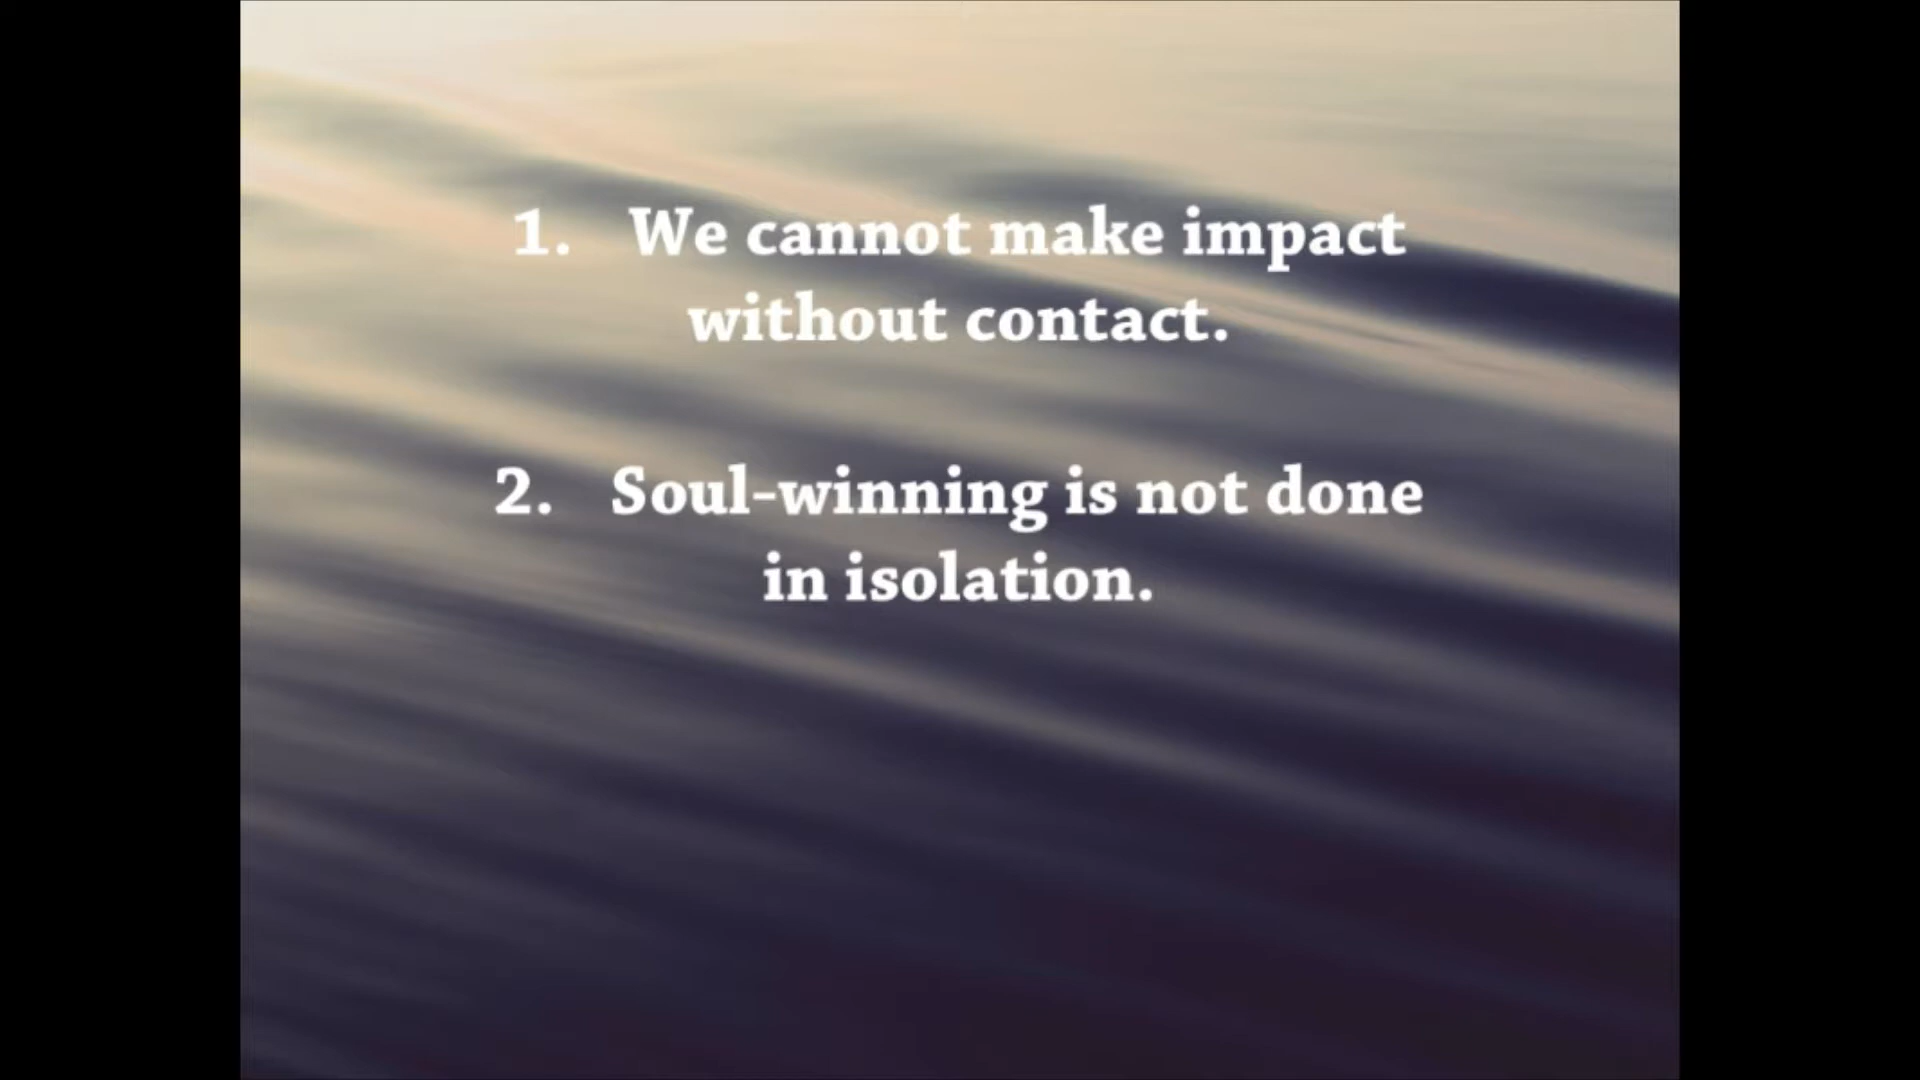 1. We cannot make impact
without contact.
2. Soul-winning is not done
in isolation.